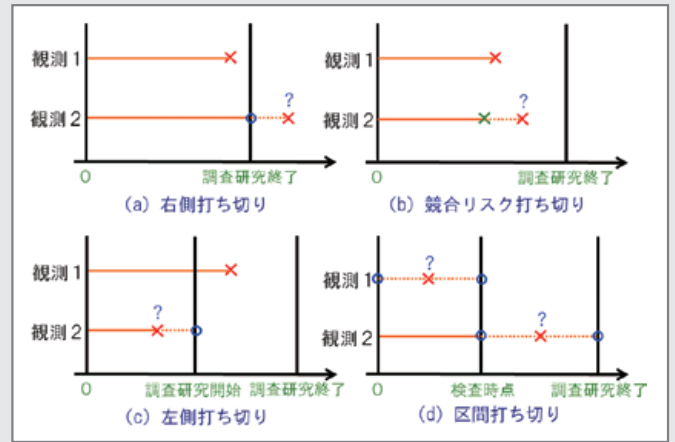 観測1
観測2
?
0 調査研究終了
(a) 右側打ち切り
観測1
観測2
?
0 調査研究終了
(b) 競合リスク打ち切り
観測1
観測2
?
0 調査研究開始 調査研究終了
(c) 左側打ち切り
観測1
?
観測2
?
0 検査時点 調査研究終了
(d) 区間打ち切り